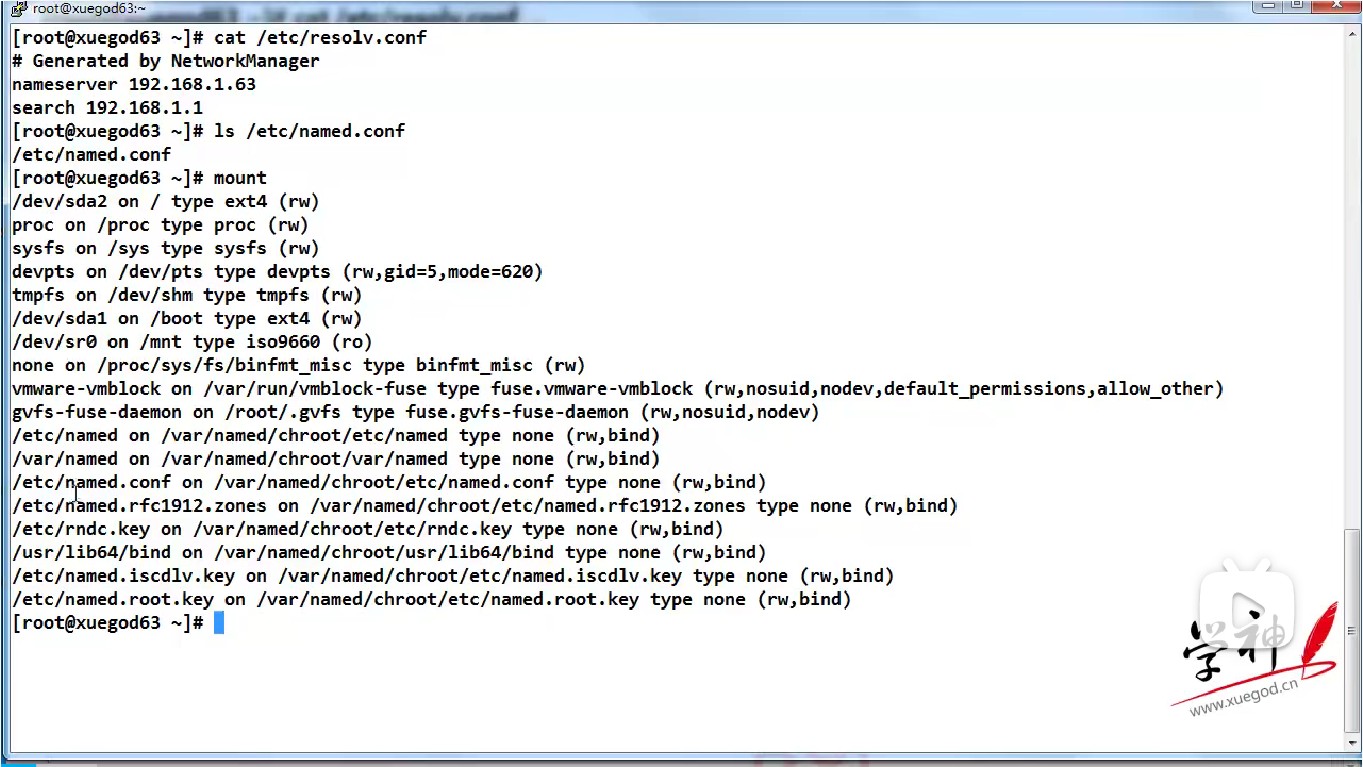 root@xuegod63:~
[root@xuegod63 ~]# cat /etc/resolv.conf
# Generated by NetworkManager
nameserver 192.168.1.63
search 192.168.1.1
[root@xuegod63 ~]# ls /etc/named.conf
/etc/named.conf
[root@xuegod63 ~]# mount
/dev/sda2 on / type ext4 (rw)
proc on /proc type proc (rw)
sysfs on /sys type sysfs (rw)
devpts on /dev/pts type devpts (rw,gid=5,mode=620)
tmpfs on /dev/shm type tmpfs (rw)
/dev/sda1 on /boot type ext4 (rw)
/dev/sr0 on /mnt type iso9660 (ro)
none on /proc/sys/fs/binfmt_misc type binfmt_misc (rw)
vmware-vmblock on /var/run/vmblock-fuse type fuse.vmware-vmblock (rw,nosuid,nodev,default_permissions,allow_other)
gvfs-fuse-daemon on /root/.gvfs type fuse.gvfs-fuse-daemon (rw,nosuid,nodev)
/etc/named on /var/named/chroot/etc/named type none (rw,bind)
/var/named on /var/named/chroot/var/named type none (rw,bind)
/etc/named.conf on /var/named/chroot/etc/named.conf type none (rw,bind)
/etc/named.rfc1912.zones on /var/named/chroot/etc/named.rfc1912.zones type none (rw,bind)
/etc/rndc.key on /var/named/chroot/etc/rndc.key type none (rw,bind)
/usr/lib64/bind on /var/named/chroot/usr/lib64/bind type none (rw,bind)
/etc/named.iscdlv.key on /var/named/chroot/etc/named.iscdlv.key type none (rw,bind)
/etc/named.root.key on /var/named/chroot/etc/named.root.key type none (rw,bind)
[root@xuegod63 ~]#
学神
www.xuegod.cn